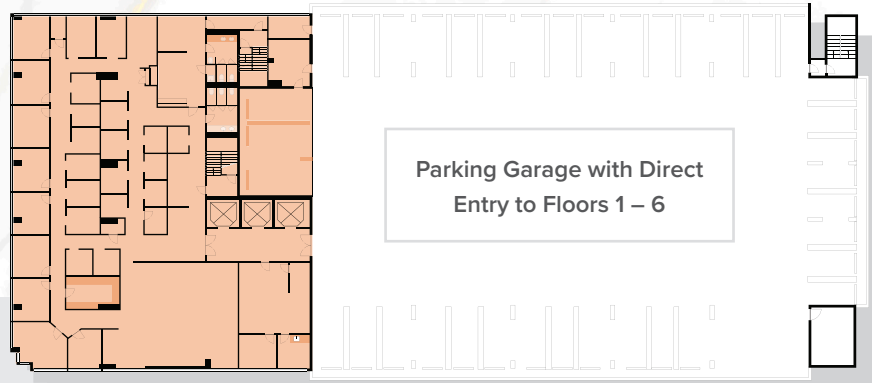 Parking Garage with Direct
Entry to Floors 1 – 6